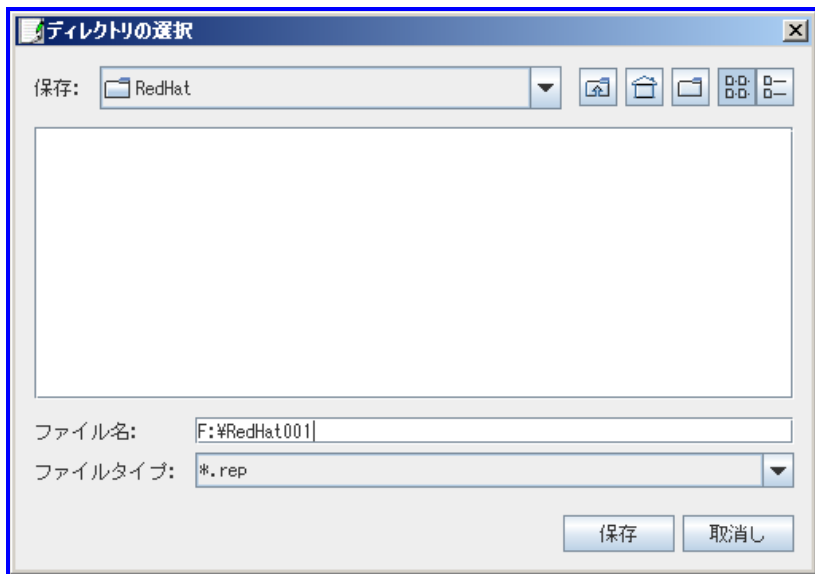 ディレクトリの選択
保存: RedHat
ファイル名: F:¥RedHat001
ファイルタイプ: *.rep
保存 取消し